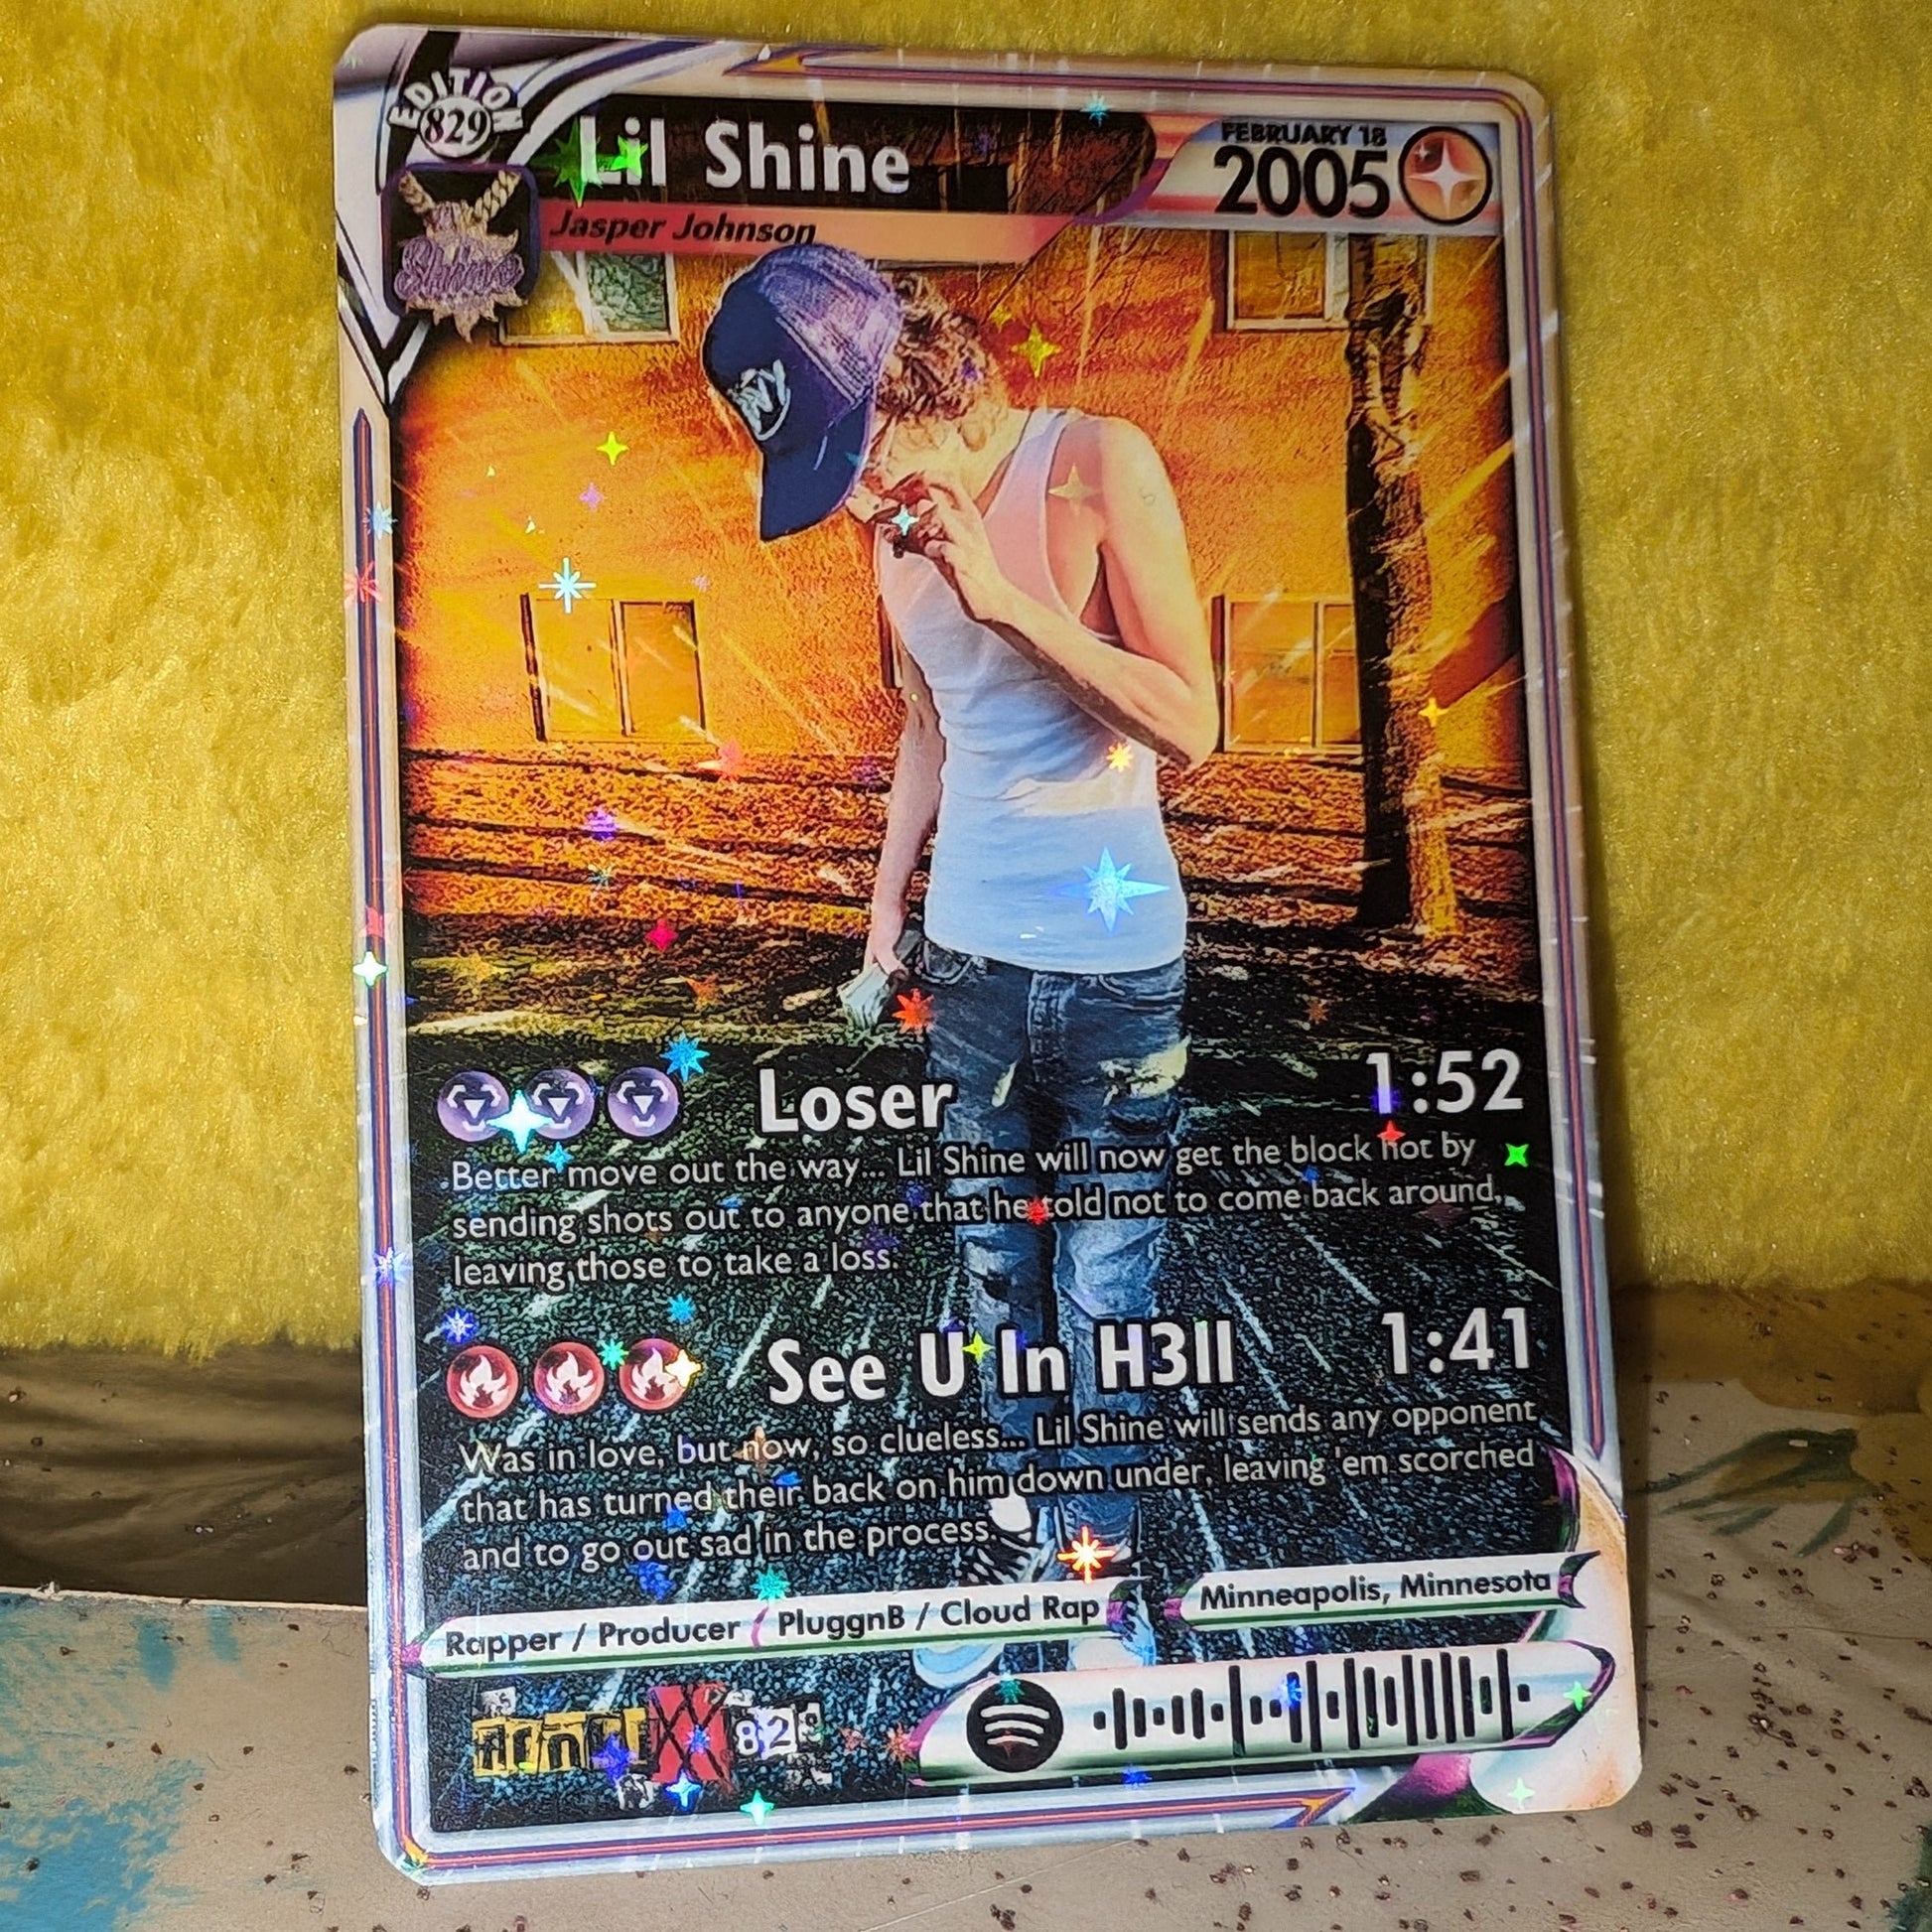 EDITION
829
Lil Shine
FEBRUARY 18
2005
Jasper Johnson
Shine
NY
Loser 1:52
Better move out the way... Lil Shine will now get the block hot by
sending shots out to anyone that he told not to come back around,
leaving those to take a loss.
See U In H3ll 1:41
Was in love, but now, so clueless... Lil Shine will sends any opponent
that has turned their back on him down under, leaving 'em scorched
and to go out sad in the process.
Rapper / Producer PluggnB / Cloud Rap Minneapolis, Minnesota